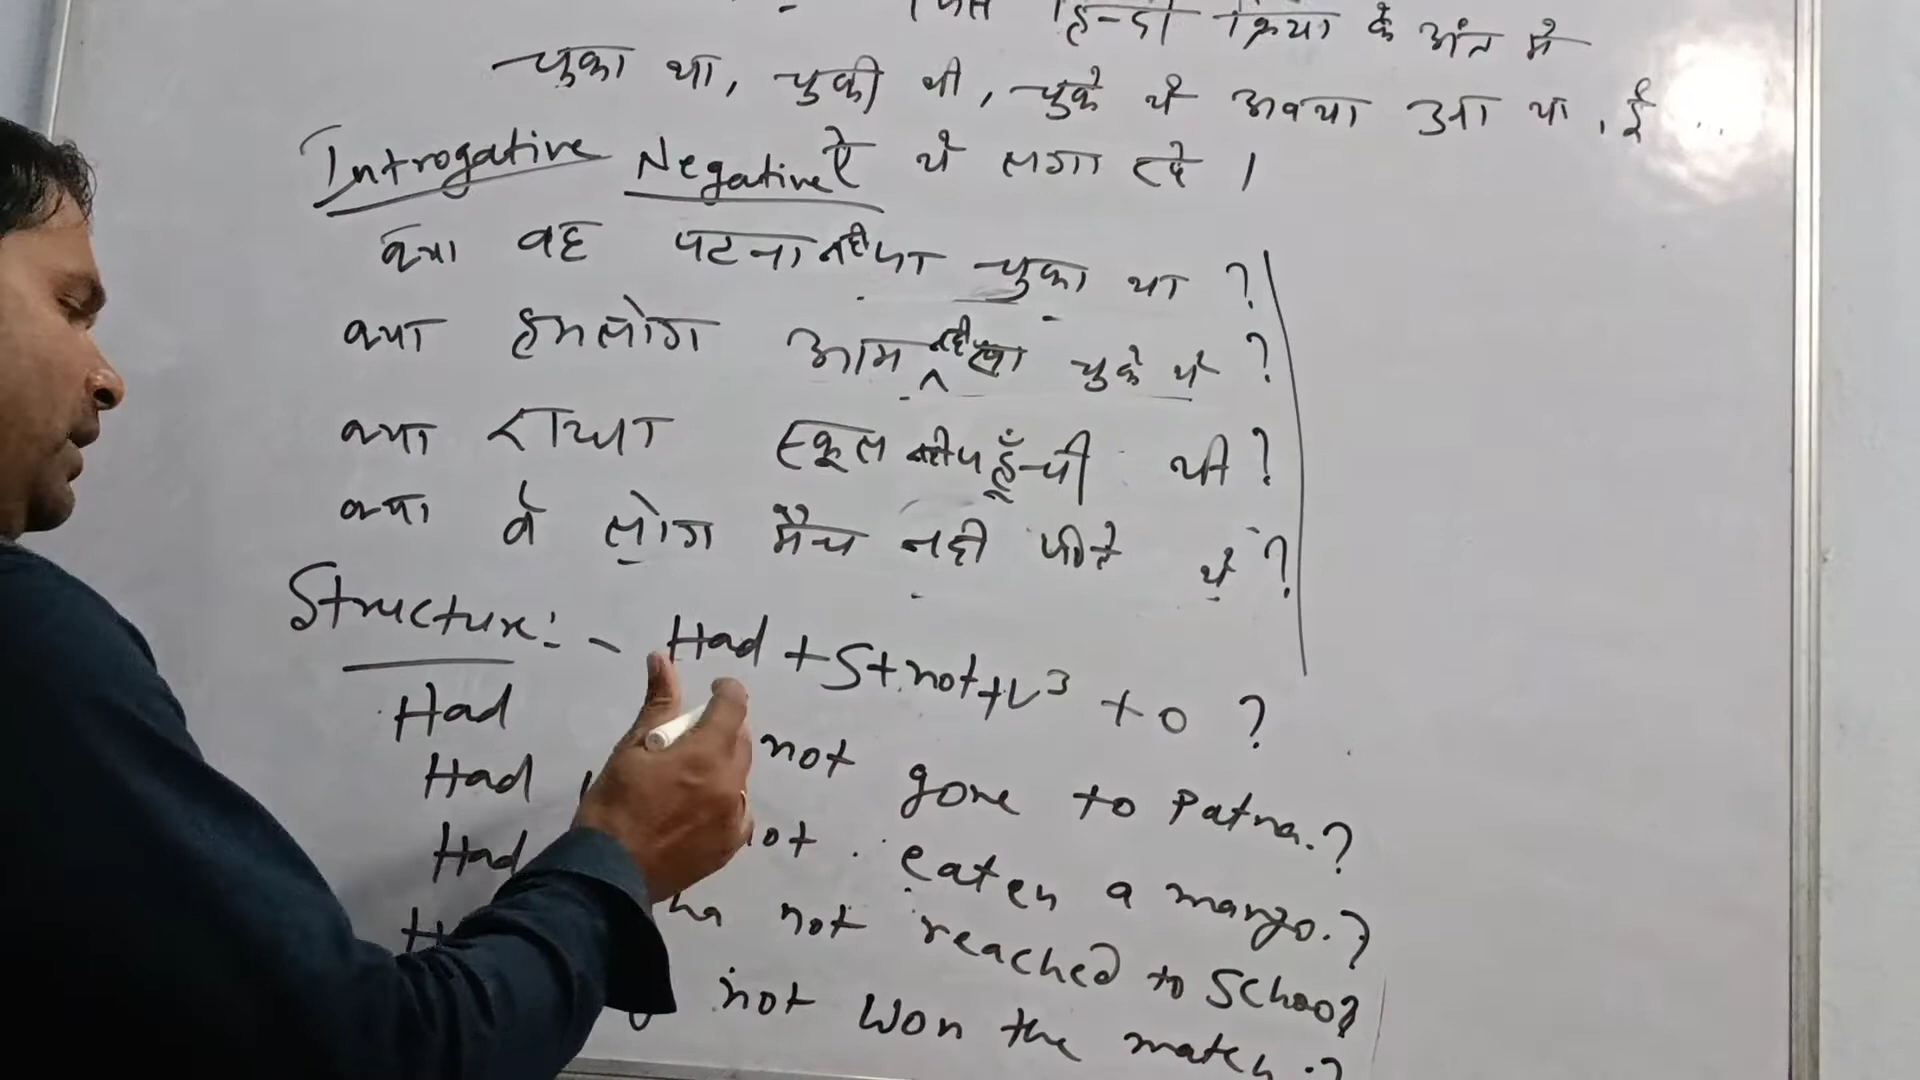 हिन्दी क्रिया के अंत में
चुका था, चुकी थी, चुके थे अथवा आ था, ई ...
Introgative Negative ऐ थे लगा रहे ।
क्या वह पटना नही जा चुका था ?
क्या हमलोग आम नही खा चुके थे ?
क्या राधा स्कूल नही पहूँची थी ?
क्या वे लोग मैच नही जीते थे ?
Structure :- Had + S + not + V³ + O ?
Had not gone to Patna. ?
Had not eaten a mango. ?
Had not reached to School ?
not won the match . ?